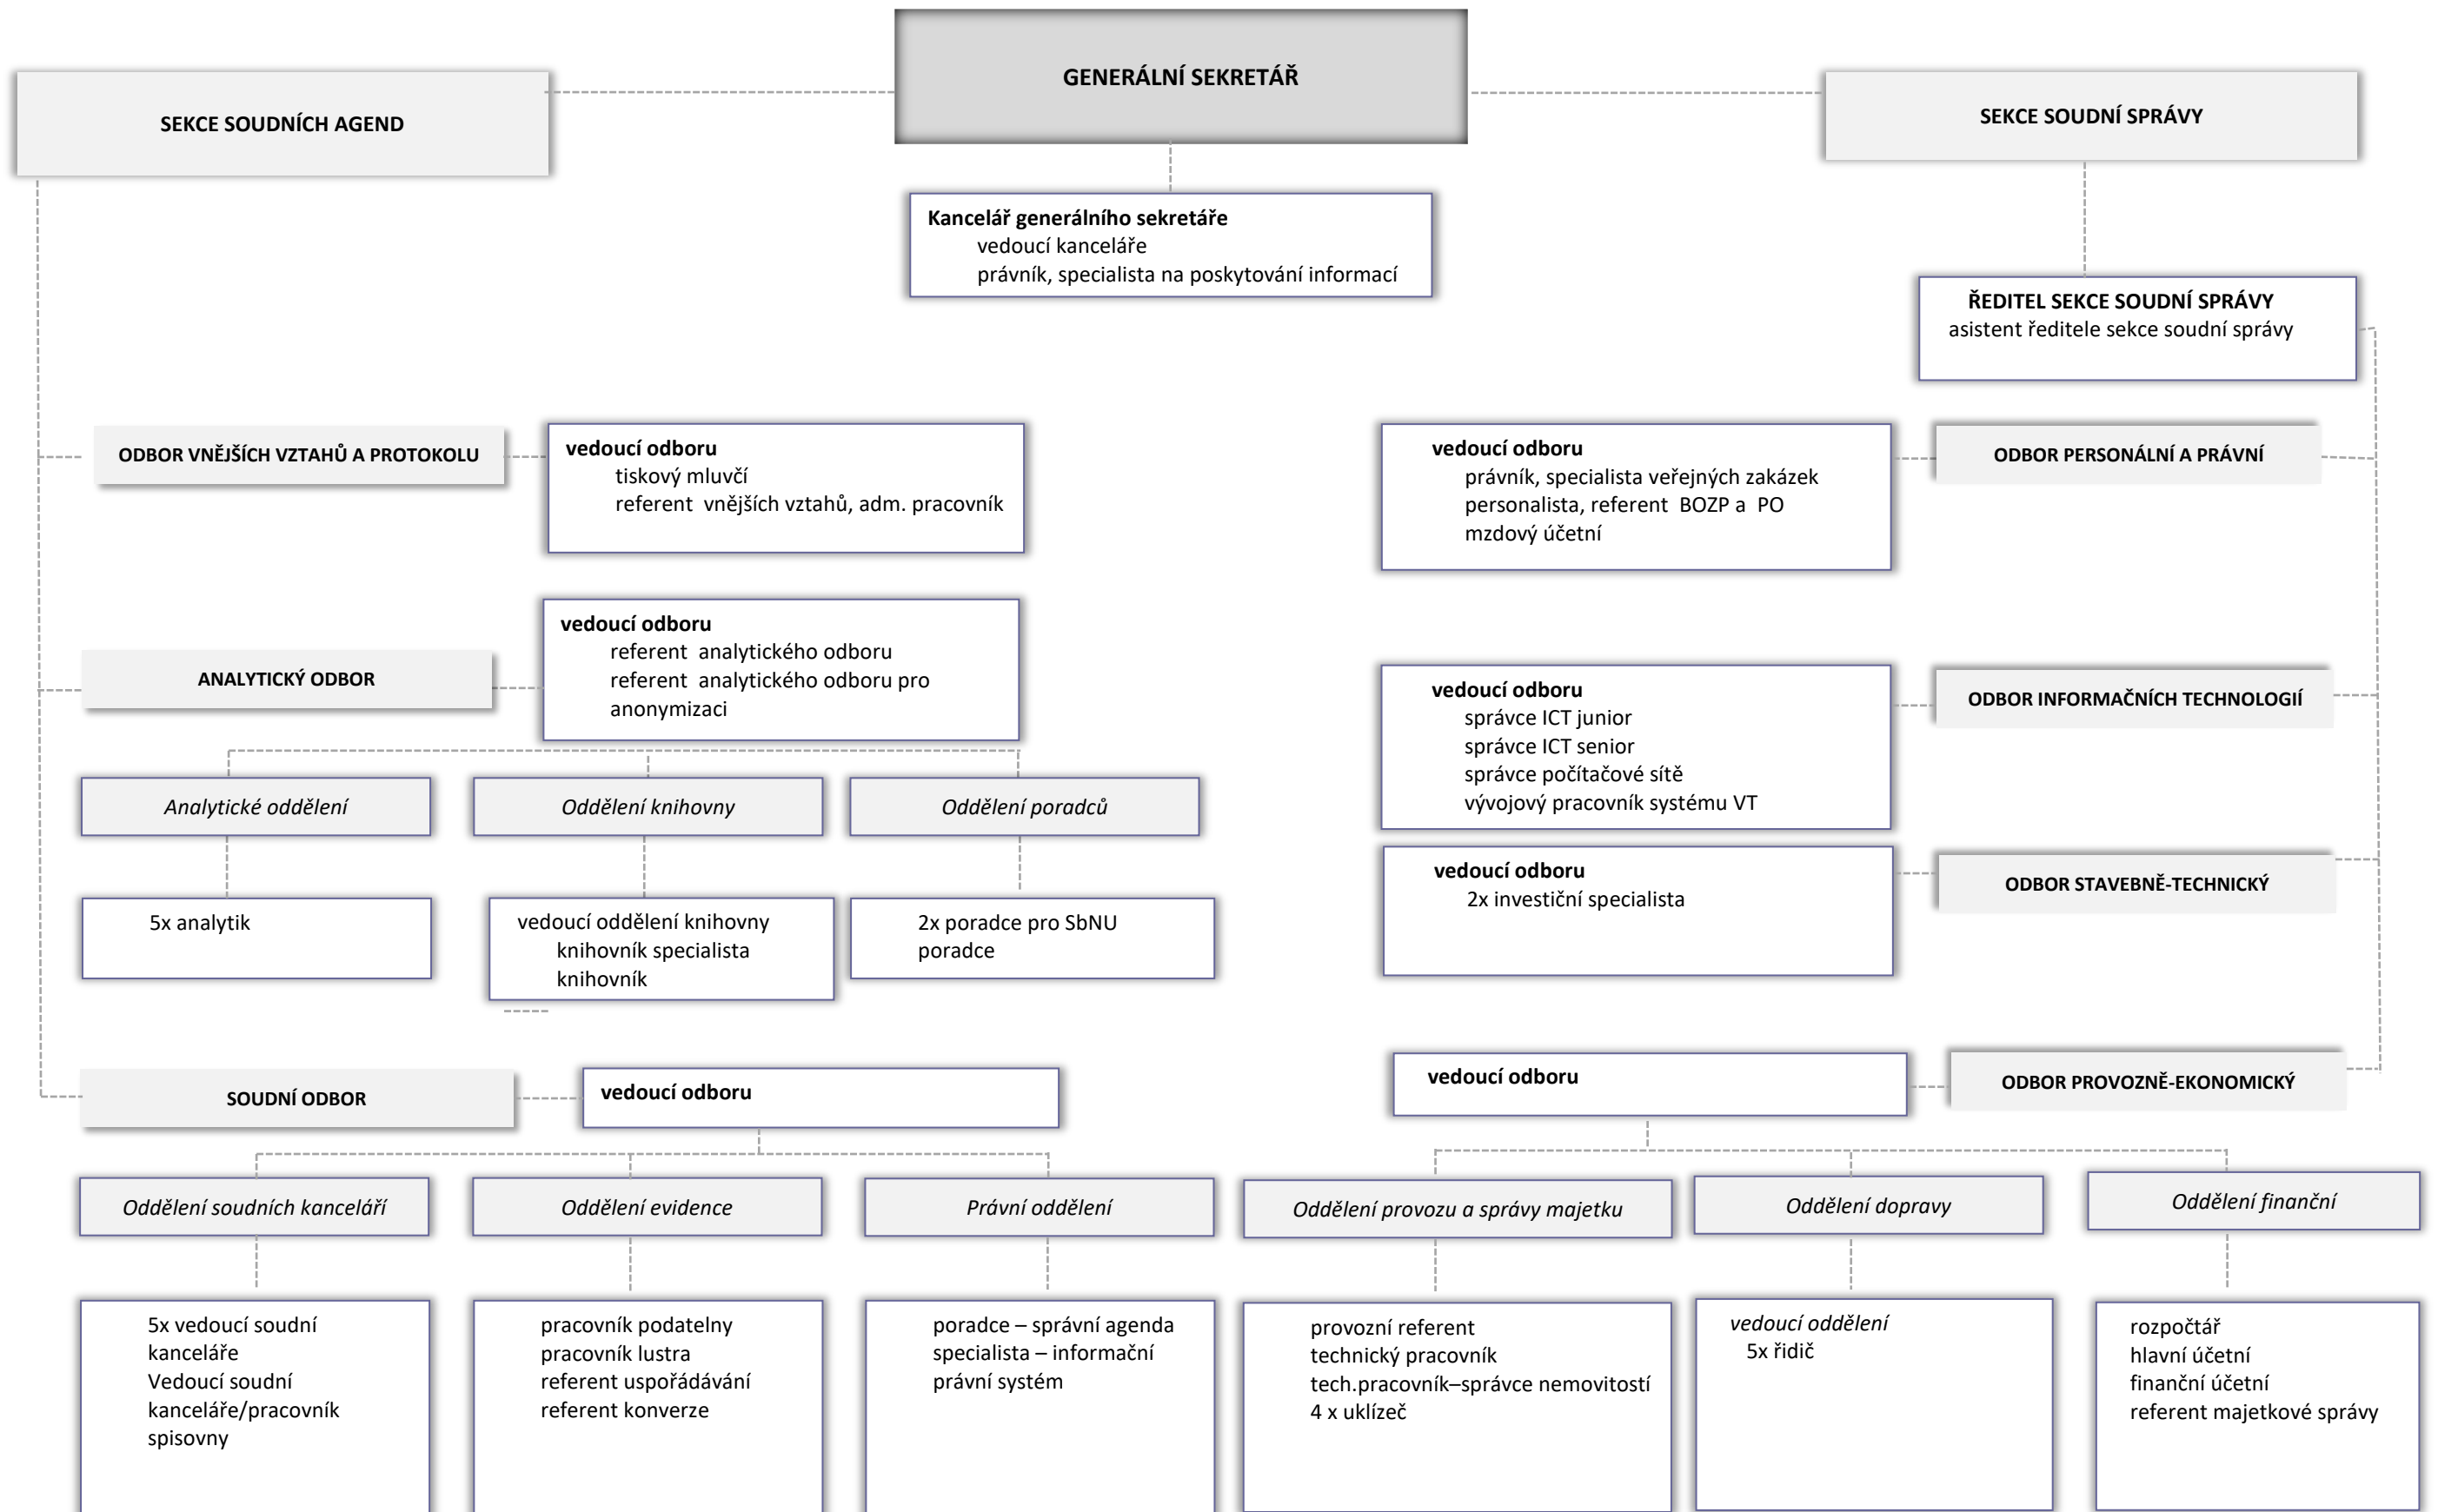 GENERÁLNÍ SEKRETÁŘ
SEKCE SOUDNÍCH AGEND
SEKCE SOUDNÍ SPRÁVY
Kancelář generálního sekretáře
vedoucí kanceláře
právník, specialista na poskytování informací
ŘEDITEL SEKCE SOUDNÍ SPRÁVY
asistent ředitele sekce soudní správy
ODBOR VNĚJŠÍCH VZTAHŮ A PROTOKOLU
vedoucí odboru
tiskový mluvčí
referent  vnějších vztahů, adm. pracovník
vedoucí odboru
právník, specialista veřejných zakázek
personalista, referent  BOZP a  PO
mzdový účetní
ODBOR PERSONÁLNÍ A PRÁVNÍ
ANALYTICKÝ ODBOR
vedoucí odboru
referent  analytického odboru
referent  analytického odboru pro
anonymizaci
vedoucí odboru
správce ICT junior
správce ICT senior
správce počítačové sítě
vývojový pracovník systému VT
ODBOR INFORMAČNÍCH TECHNOLOGIÍ
Analytické oddělení
Oddělení knihovny
Oddělení poradců
5x analytik
vedoucí oddělení knihovny
knihovník specialista
knihovník
2x poradce pro SbNU
poradce
vedoucí odboru
2x investiční specialista
ODBOR STAVEBNĚ-TECHNICKÝ
SOUDNÍ ODBOR
vedoucí odboru
vedoucí odboru
ODBOR PROVOZNĚ-EKONOMICKÝ
Oddělení soudních kanceláří
Oddělení evidence
Právní oddělení
Oddělení provozu a správy majetku
Oddělení dopravy
Oddělení finanční
5x vedoucí soudní
kanceláře
Vedoucí soudní
kanceláře/pracovník
spisovny
pracovník podatelny
pracovník lustra
referent uspořádávání
referent konverze
poradce – správní agenda
specialista – informační
právní systém
provozní referent
technický pracovník
tech.pracovník–správce nemovitostí
4 x uklízeč
vedoucí oddělení
5x řidič
rozpočtář
hlavní účetní
finanční účetní
referent majetkové správy